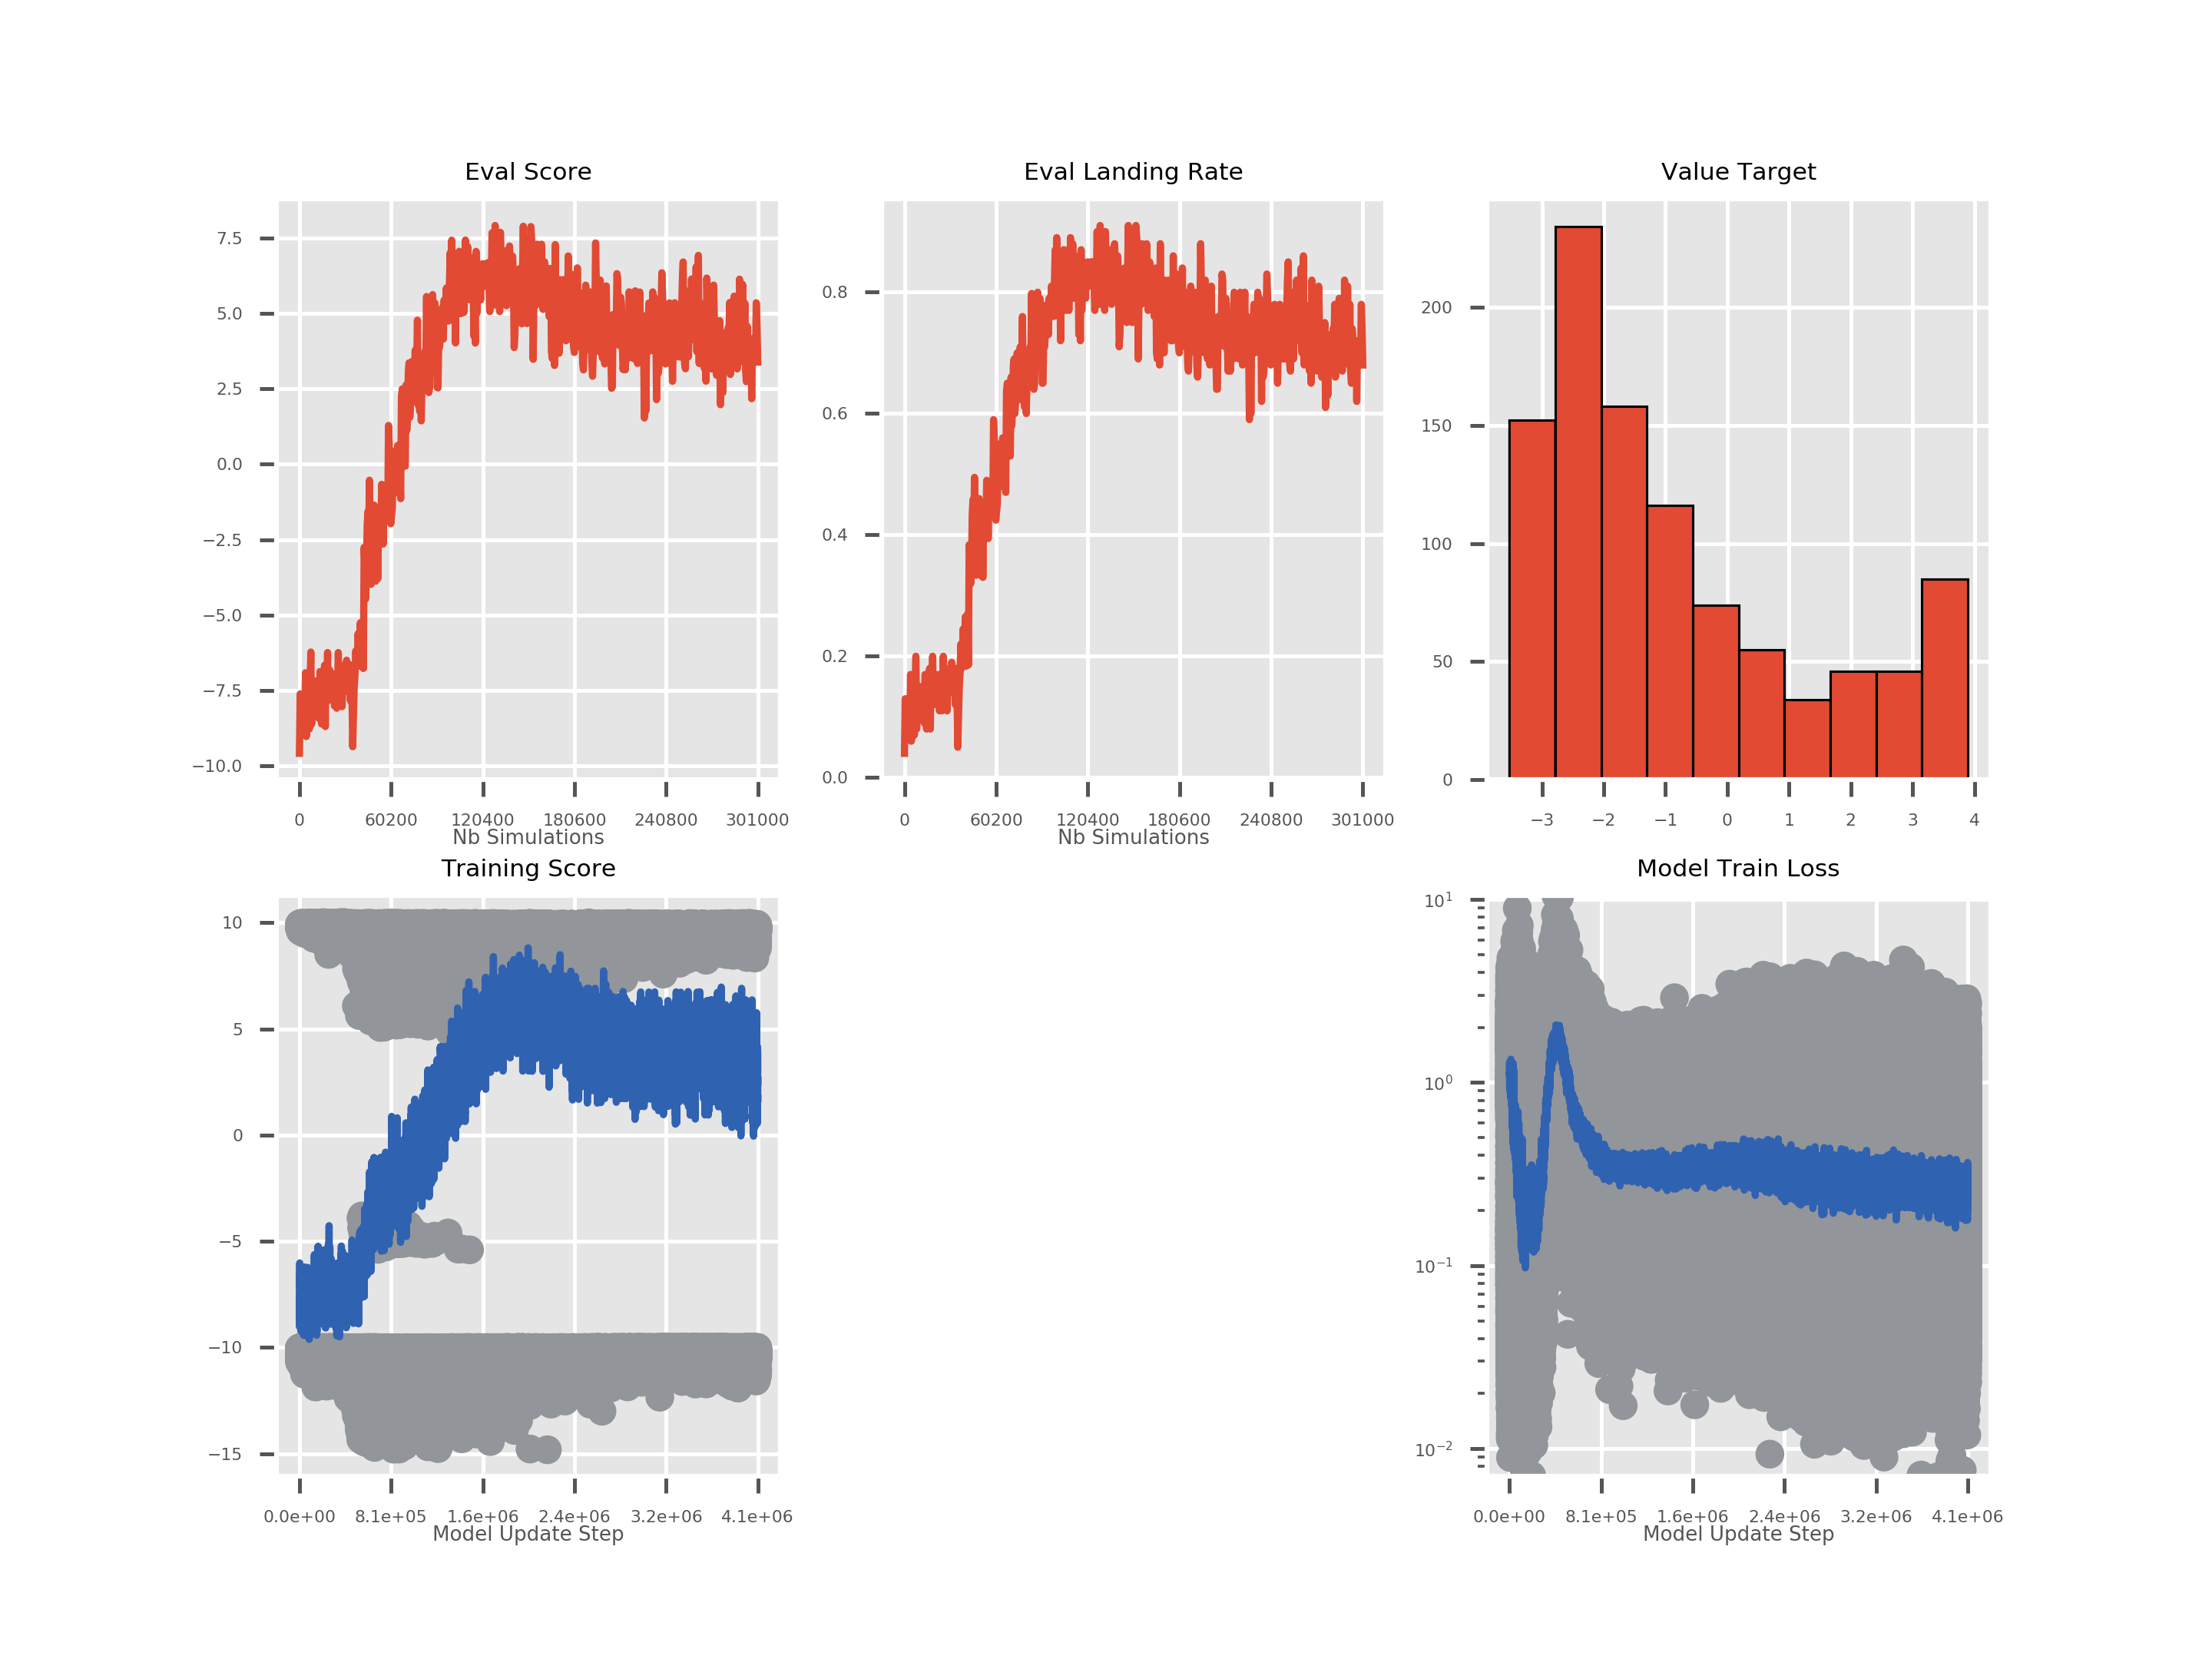 Eval Score
7.5
5.0
2.5
0.0
−2.5
−5.0
−7.5
−10.0
0 60200 120400 180600 240800 301000
Nb Simulations
Eval Landing Rate
0.8
0.6
0.4
0.2
0.0
0 60200 120400 180600 240800 301000
Nb Simulations
Value Target
200
150
100
50
0
−3 −2 −1 0 1 2 3 4
Training Score
10
5
0
−5
−10
−15
0.0e+00 8.1e+05 1.6e+06 2.4e+06 3.2e+06 4.1e+06
Model Update Step
Model Train Loss
10¹
10⁰
10⁻¹
10⁻²
0.0e+00 8.1e+05 1.6e+06 2.4e+06 3.2e+06 4.1e+06
Model Update Step